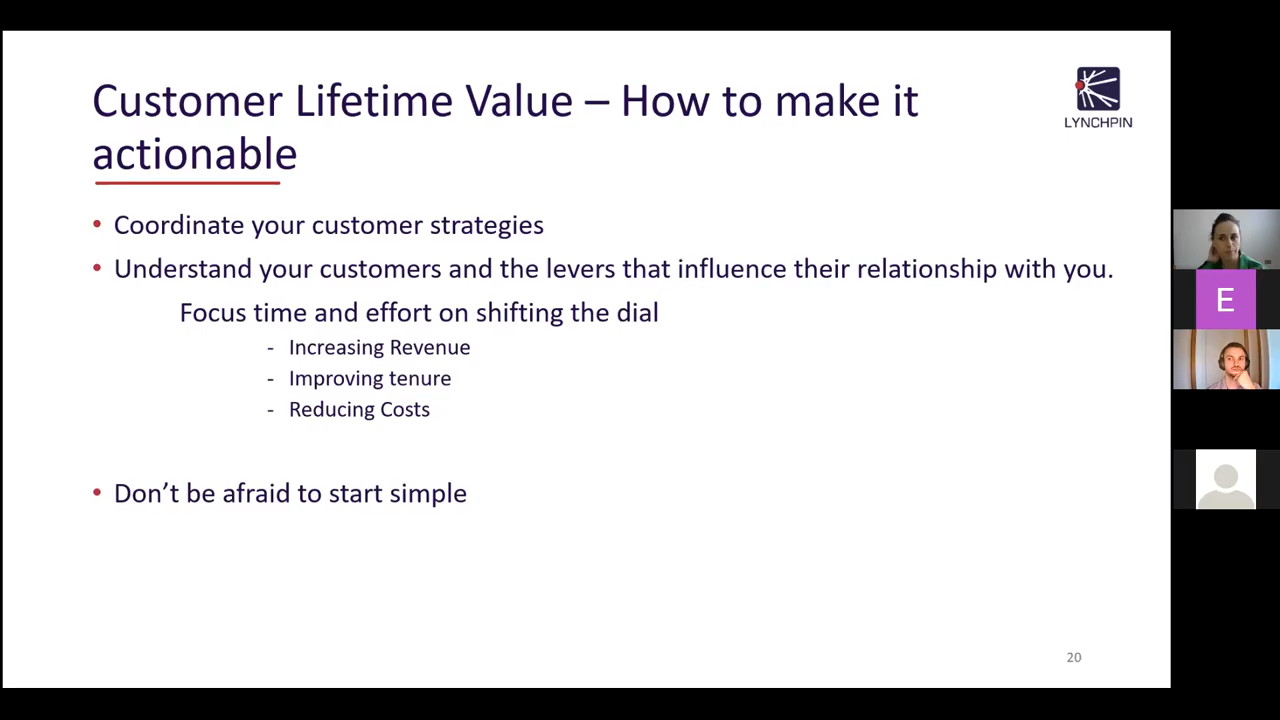 Customer Lifetime Value – How to make it
actionable
LYNCHPIN
• Coordinate your customer strategies
• Understand your customers and the levers that influence their relationship with you.
Focus time and effort on shifting the dial
- Increasing Revenue
- Improving tenure
- Reducing Costs
• Don’t be afraid to start simple
E
20